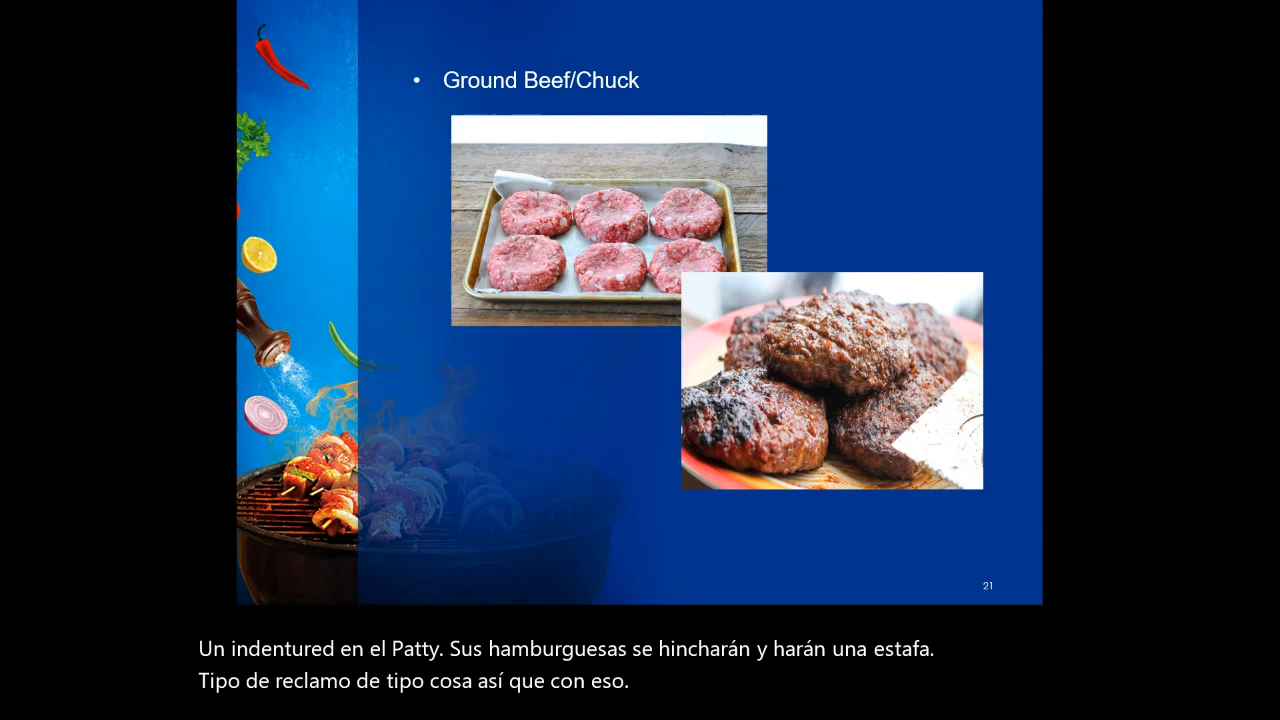 • Ground Beef/Chuck
21
Un indentured en el Patty. Sus hamburguesas se hincharán y harán una estafa.
Tipo de reclamo de tipo cosa así que con eso.